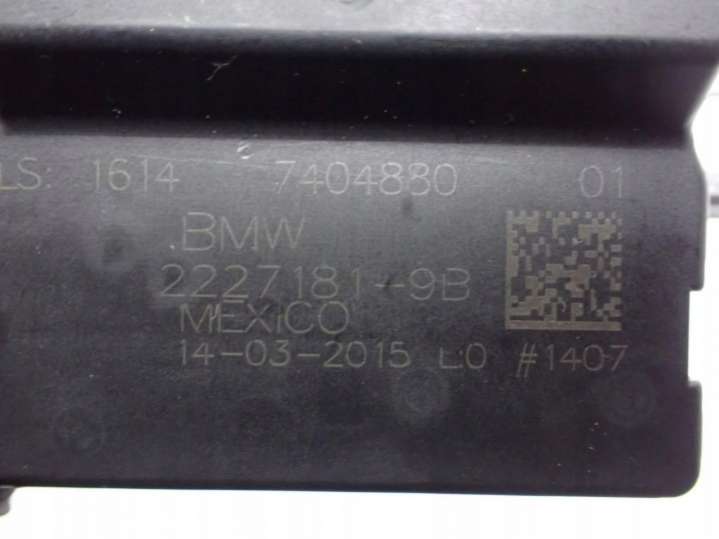 LS 1614 7404880 01
.BMW
2227181-9B
MEXICO
14-03-2015 L0 #1407